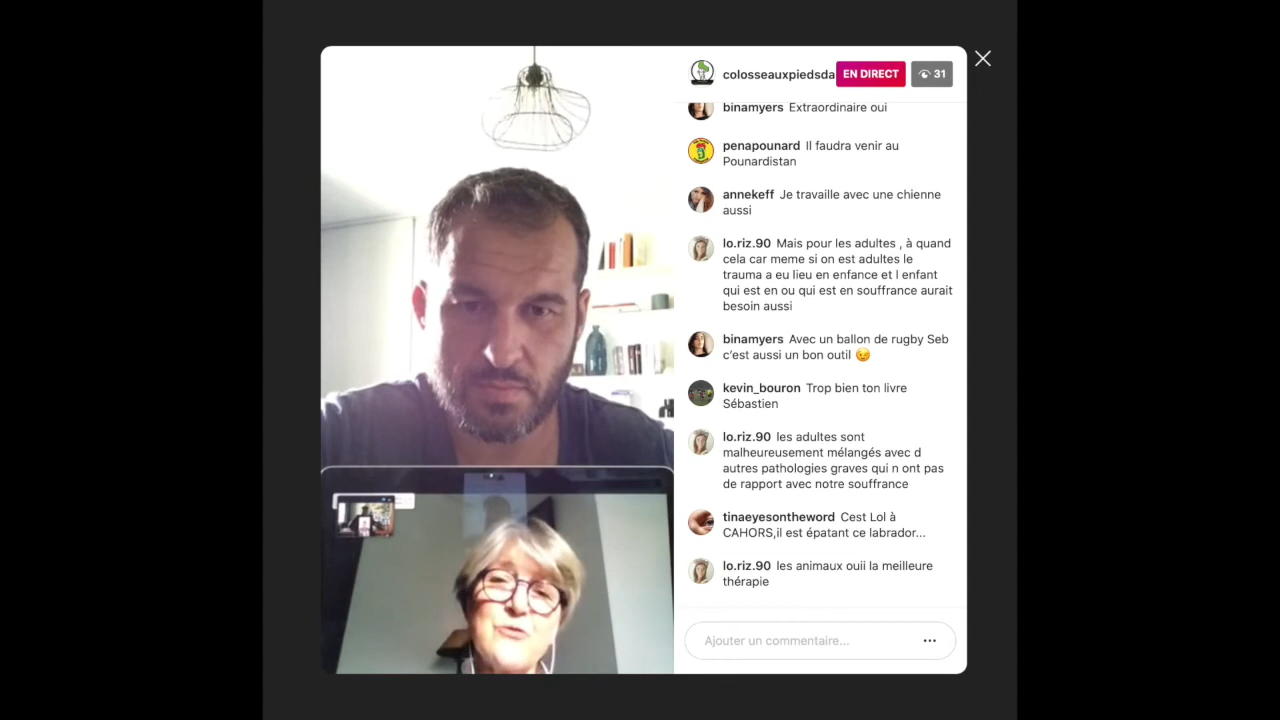 colosseauxpiedsda
EN DIRECT
31
binamyers Extraordinaire oui
penapounard Il faudra venir au
Pounardistan
annekeff Je travaille avec une chienne
aussi
lo.riz.90 Mais pour les adultes , à quand
cela car meme si on est adultes le
trauma a eu lieu en enfance et l enfant
qui est en ou qui est en souffrance aurait
besoin aussi
binamyers Avec un ballon de rugby Seb
c'est aussi un bon outil 😉
kevin_bouron Trop bien ton livre
Sébastien
lo.riz.90 les adultes sont
malheureusement mélangés avec d
autres pathologies graves qui n ont pas
de rapport avec notre souffrance
tinaeyesontheword Cest Lol à
CAHORS,il est épatant ce labrador...
lo.riz.90 les animaux ouii la meilleure
thérapie
Ajouter un commentaire...